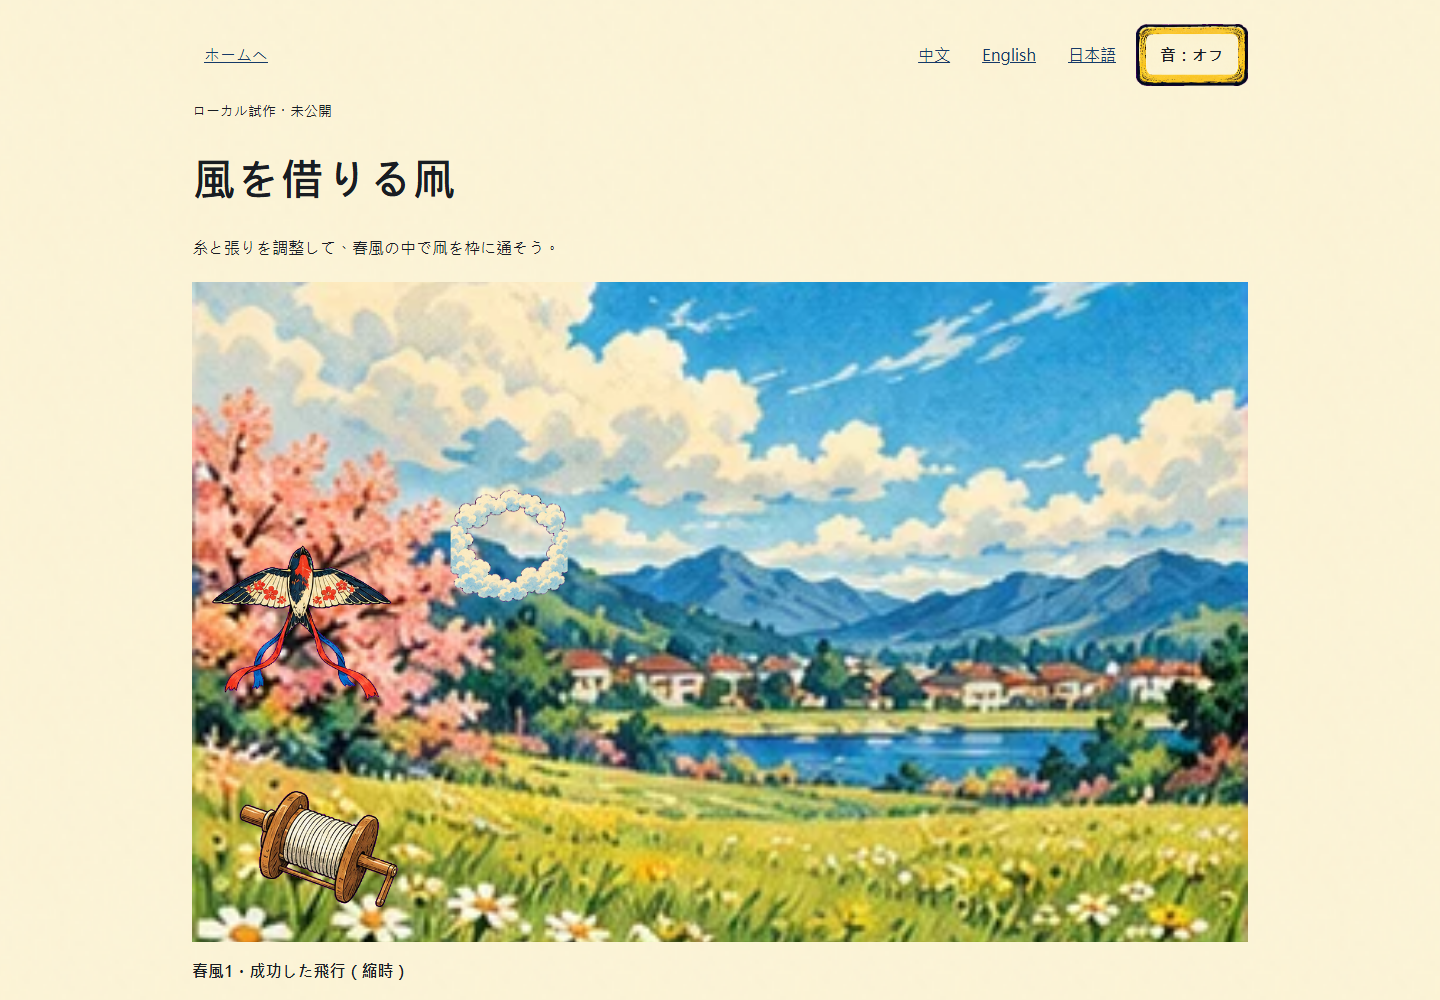 ホームへ
中文 English 日本語 音：オフ
ローカル試作・未公開
風を借りる凧
糸と張りを調整して、春風の中で凧を枠に通そう。
春風1・成功した飛行（縮時）